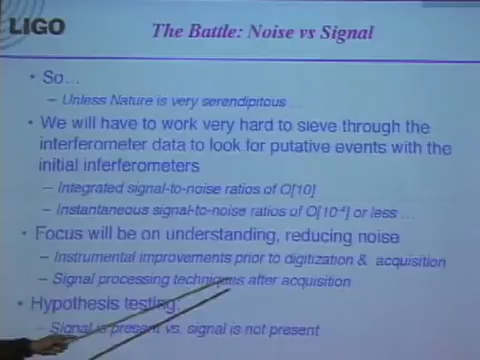 LIGO
The Battle: Noise vs Signal
• So...
– Unless Nature is very serendipitous ...
• We will have to work very hard to sieve through the
interferometer data to look for putative events with the
initial interferometers
– Integrated signal-to-noise ratios of O[10]
– Instantaneous signal-to-noise ratios of O[10⁻⁴] or less ...
• Focus will be on understanding, reducing noise
– Instrumental improvements prior to digitization & acquisition
– Signal processing techniques after acquisition
• Hypothesis testing:
– Signal is present vs. signal is not present